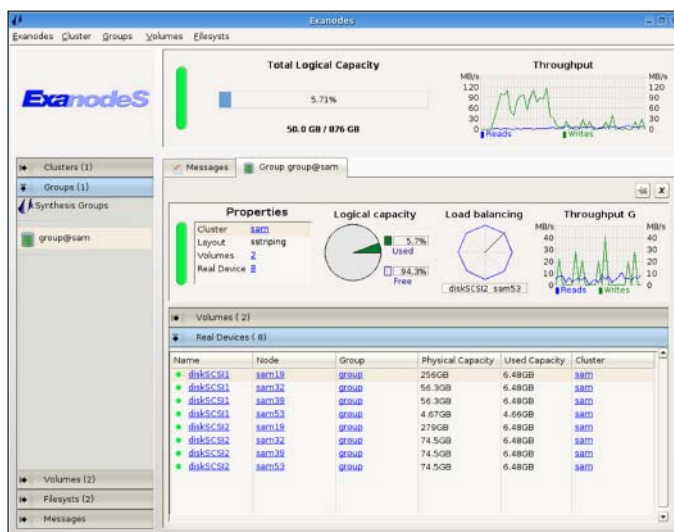 Exanodes
Exanodes Cluster Groups Volumes Filesysts
ExanodeS
Total Logical Capacity
5.71%
50.0 GB / 876 GB
Throughput
MB/s MB/s
120 120
90 90
60 60
30 30
0 0
Reads Writes
Clusters (1)
Groups (1)
Synthesis Groups
group@sam
Volumes (2)
Filesysts (2)
Messages
Messages Group group@sam
Properties
Cluster sam
Layout sstriping
Volumes 2
Real Device 8
Logical capacity
5.7%
Used
94.3%
Free
Load balancing
diskSCSI2 sam53
Throughput G
MB/s MB/s
40 40
30 30
20 20
10 10
0 0
Reads Writes
Volumes ( 2)
Real Devices ( 8)
Name Node Group Physical Capacity Used Capacity Cluster
diskSCSI1 sam19 group 256GB 6.48GB sam
diskSCSI1 sam32 group 56.3GB 6.48GB sam
diskSCSI1 sam39 group 56.3GB 6.48GB sam
diskSCSI1 sam53 group 4.67GB 4.66GB sam
diskSCSI2 sam19 group 279GB 6.48GB sam
diskSCSI2 sam32 group 74.5GB 6.48GB sam
diskSCSI2 sam39 group 74.5GB 6.48GB sam
diskSCSI2 sam53 group 74.5GB 6.48GB sam